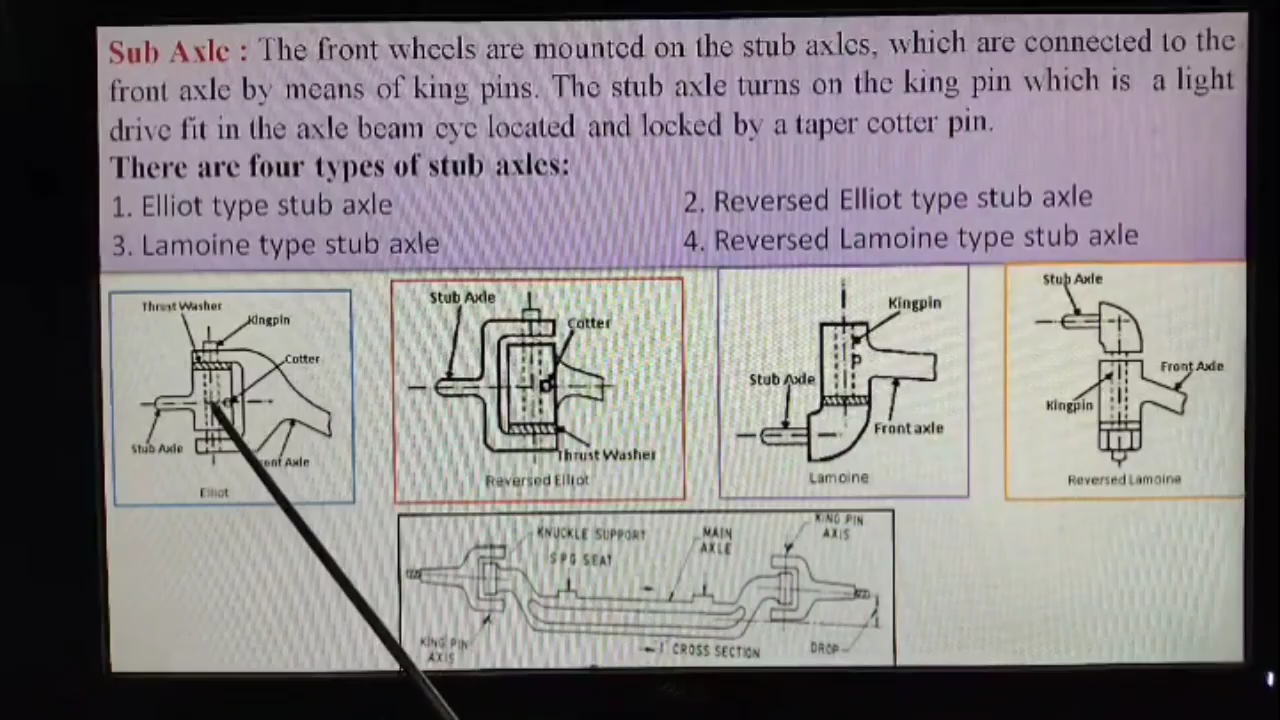 Sub Axle : The front wheels are mounted on the stub axles, which are connected to the
front axle by means of king pins. The stub axle turns on the king pin which is a light
drive fit in the axle beam eye located and locked by a taper cotter pin.
There are four types of stub axles:
1. Elliot type stub axle
2. Reversed Elliot type stub axle
3. Lamoine type stub axle
4. Reversed Lamoine type stub axle
Thrust Washer
Kingpin
Cotter
Stub Axle
Axle
Elliot
Stub Axle
Cotter
Thrust Washer
Reversed Elliot
Kingpin
Stub Axle
Front axle
Lamoine
Stub Axle
Front Axle
Kingpin
Reversed Lamoine
KNUCKLE SUPPORT
SPG SEAT
MAIN
AXLE
KING PIN
AXIS
KING PIN
AXIS
CROSS SECTION
DROP